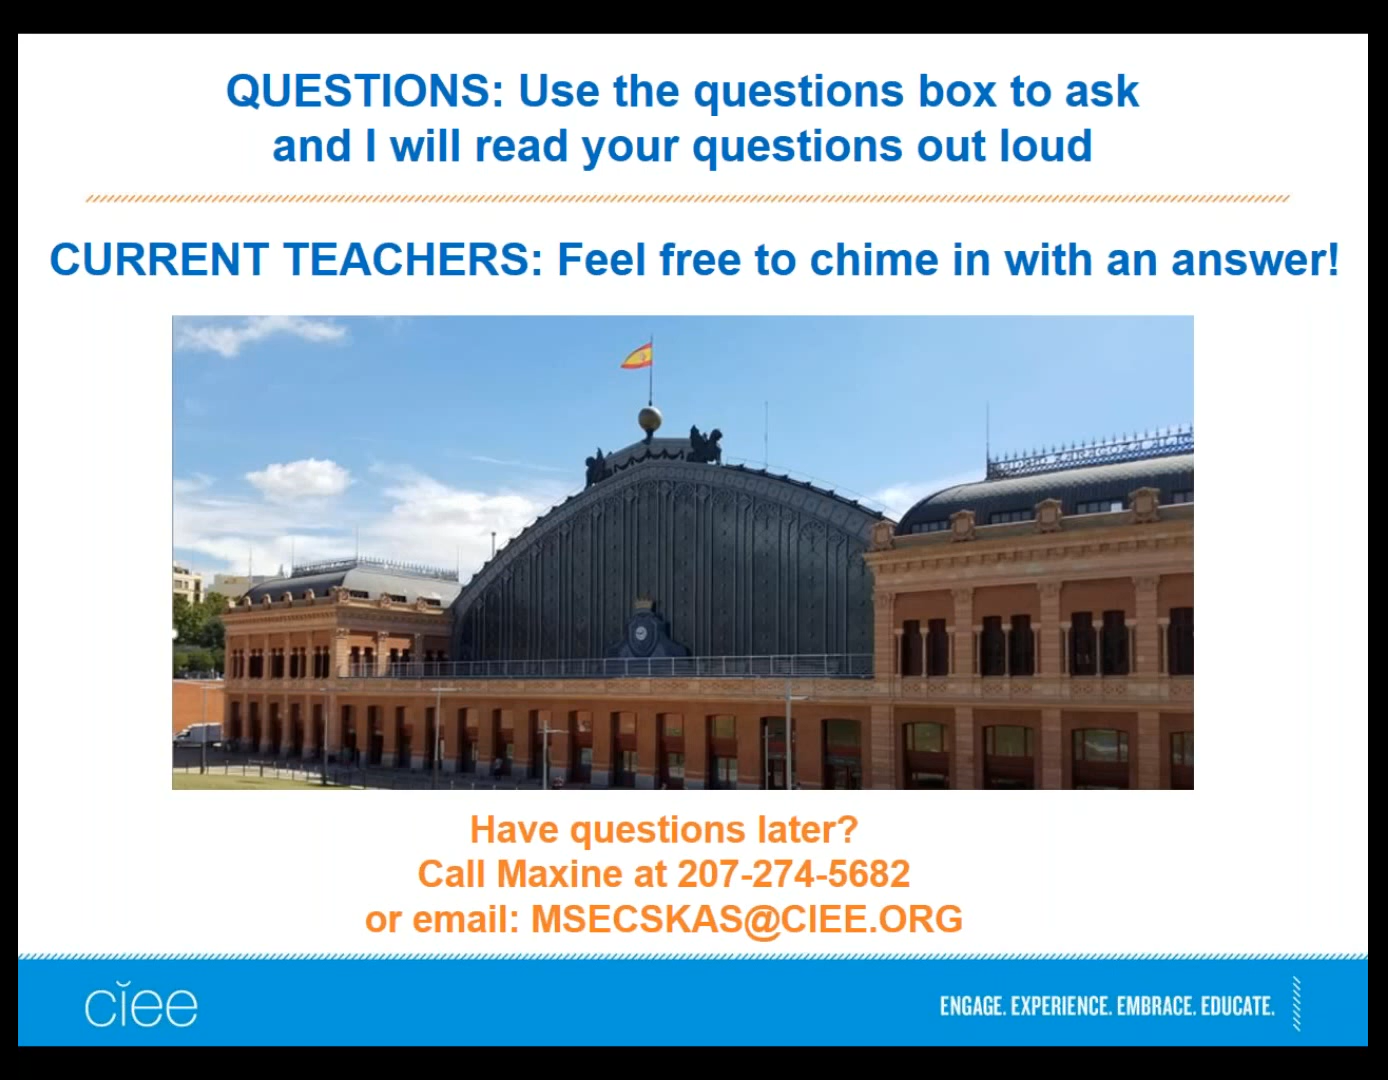 QUESTIONS: Use the questions box to ask
and I will read your questions out loud
CURRENT TEACHERS: Feel free to chime in with an answer!
Have questions later?
Call Maxine at 207-274-5682
or email: MSECSKAS@CIEE.ORG
ciee
ENGAGE. EXPERIENCE. EMBRACE. EDUCATE.